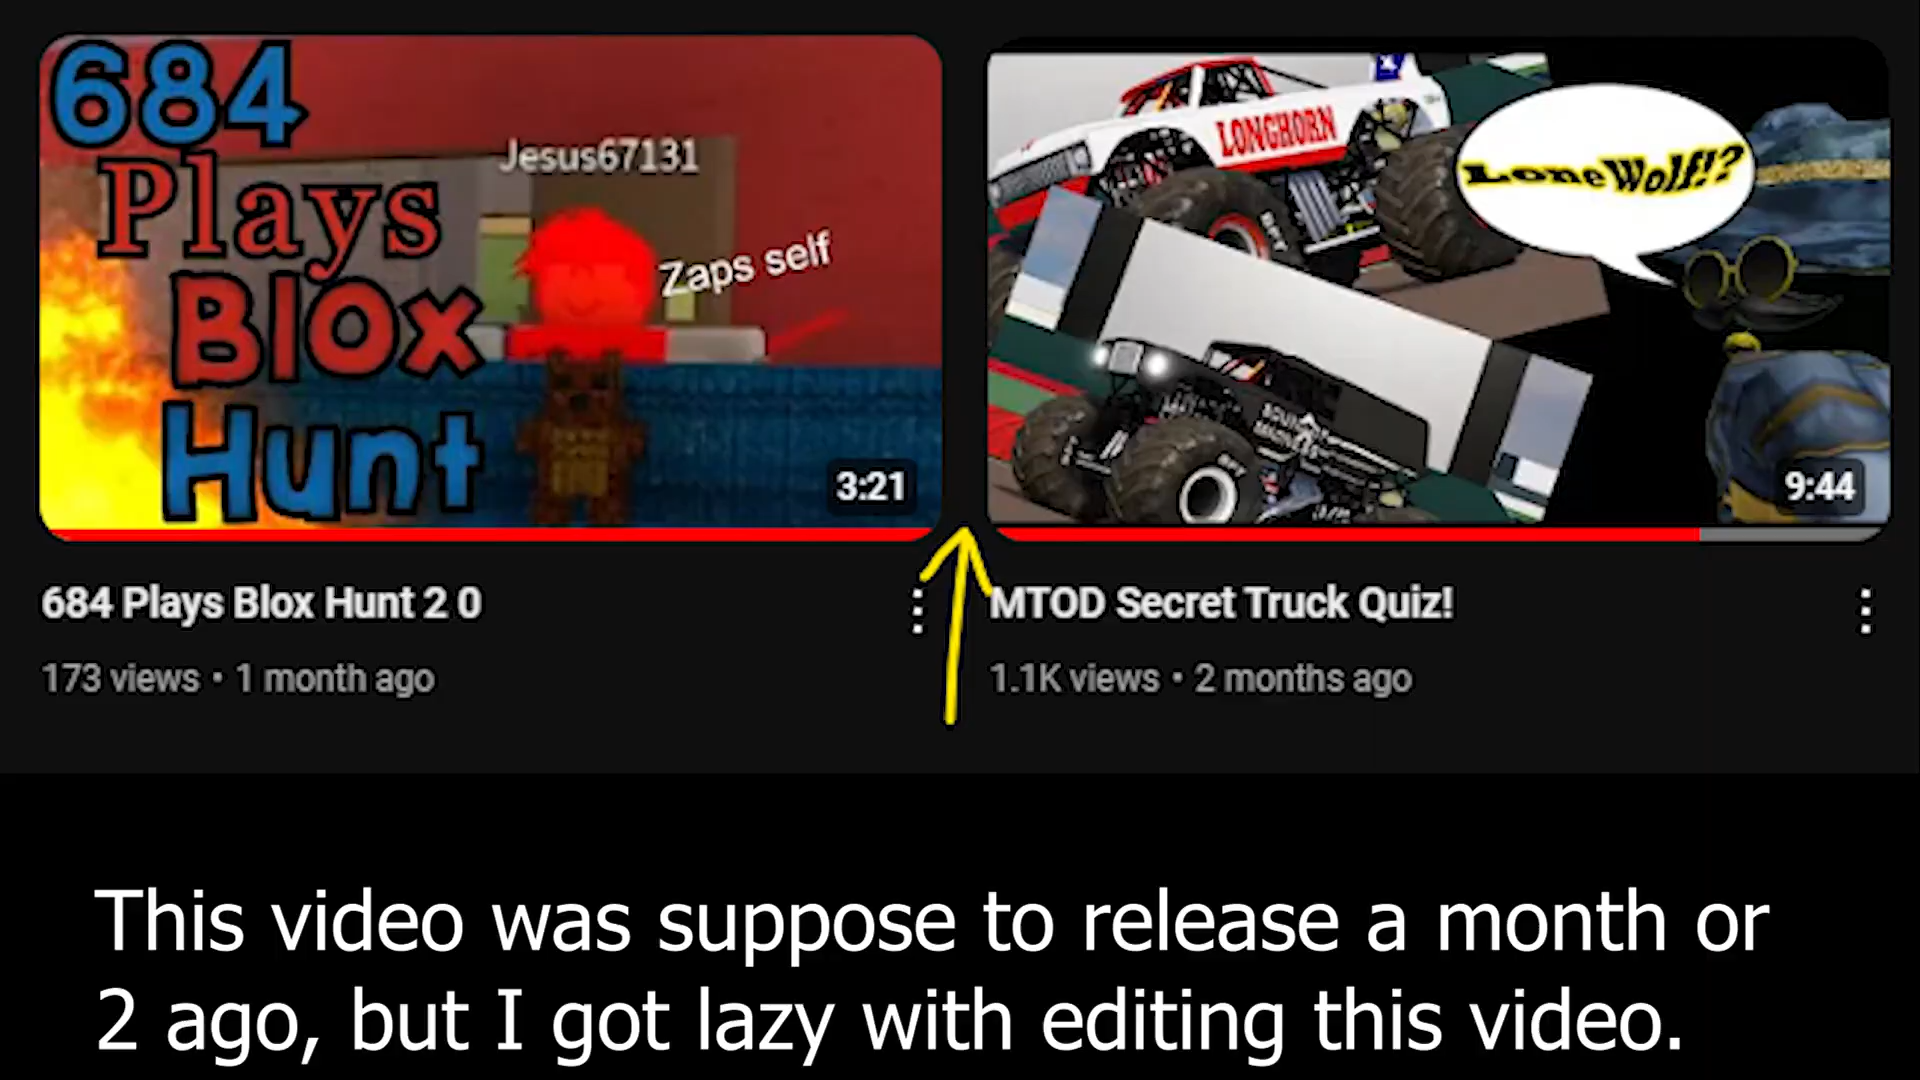 684
Plays
Blox
Hunt
Jesus67131
Zaps self
3:21
LONGHORN
LoneWolf!?
9:44
684 Plays Blox Hunt 2 0
173 views • 1 month ago
MTOD Secret Truck Quiz!
1.1K views • 2 months ago
This video was suppose to release a month or
2 ago, but I got lazy with editing this video.